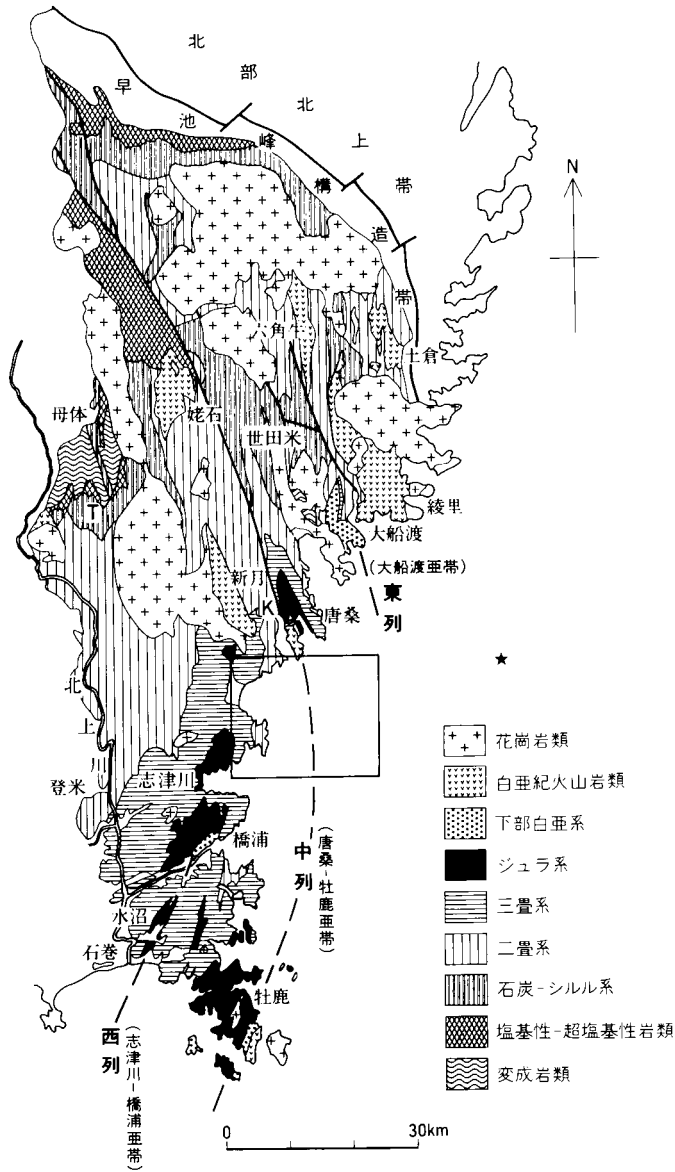 北部北上帯
早池峰構造帯
N
六角牛
土倉
母体
姥石
世田米
T
綾里
大船渡
(大船渡亜帯)
東列
新月
K
唐桑
北上川
志津川
登米
橋浦
中列
(唐桑-牡鹿亜帯)
水沼
石巻
牡鹿
西列
(志津川-橋浦亜帯)
★
花崗岩類
白亜紀火山岩類
下部白亜系
ジュラ系
三畳系
二畳系
石炭-シルル系
塩基性-超塩基性岩類
変成岩類
0
30km